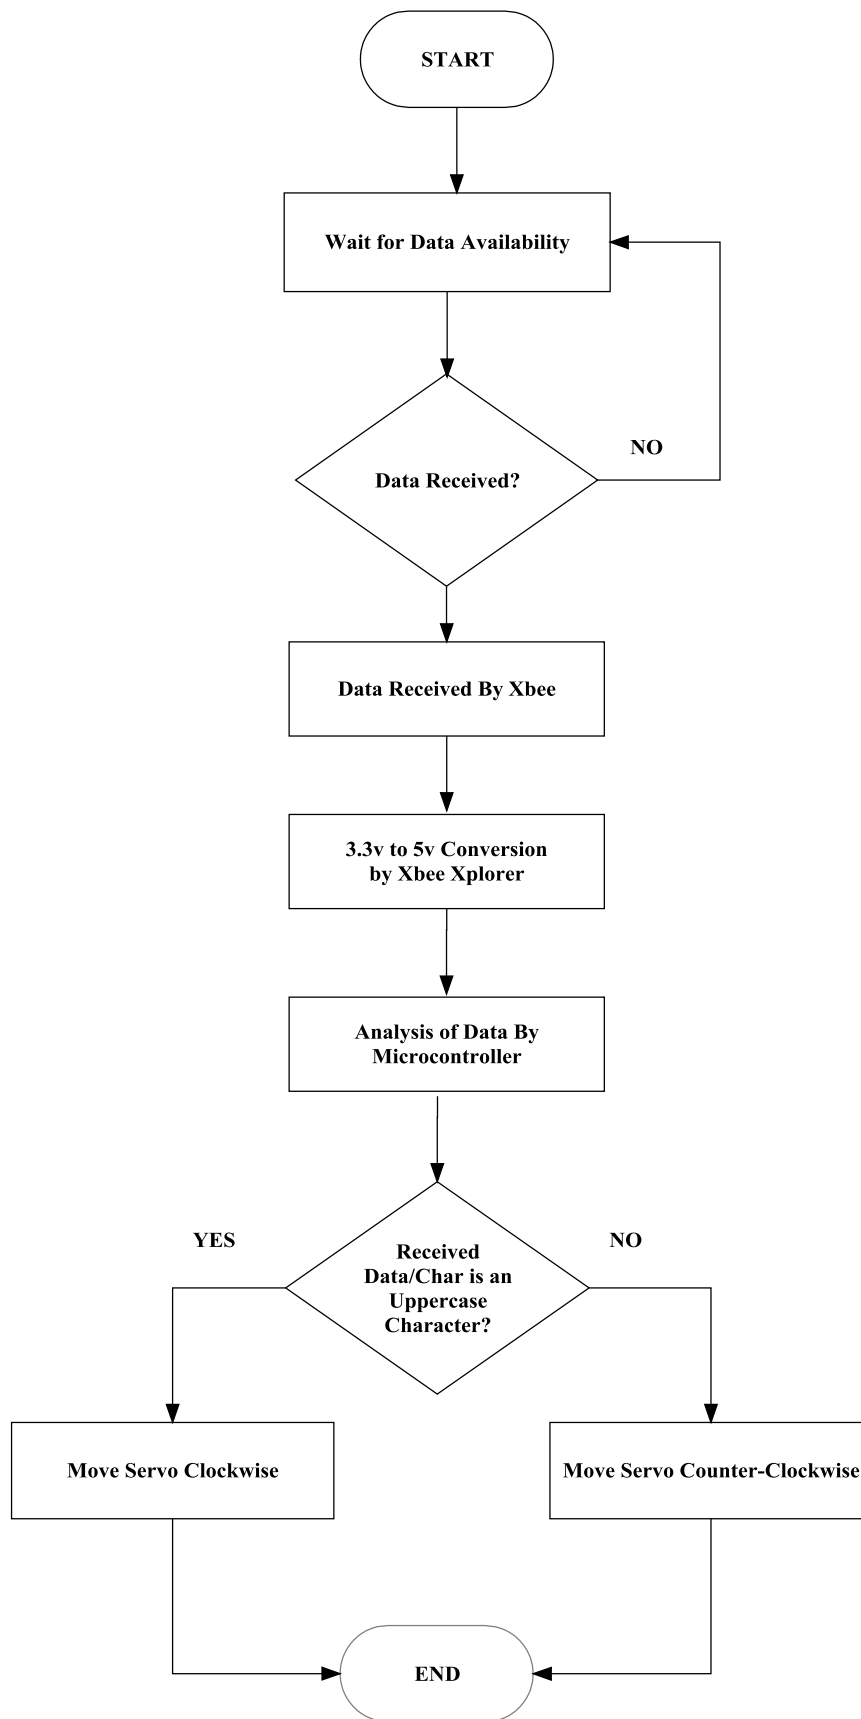 START
Wait for Data Availability
NO
Data Received?
Data Received By Xbee
3.3v to 5v Conversion
by Xbee Xplorer
Analysis of Data By
Microcontroller
YES
NO
Received
Data/Char is an
Uppercase
Character?
Move Servo Clockwise
Move Servo Counter-Clockwise
END